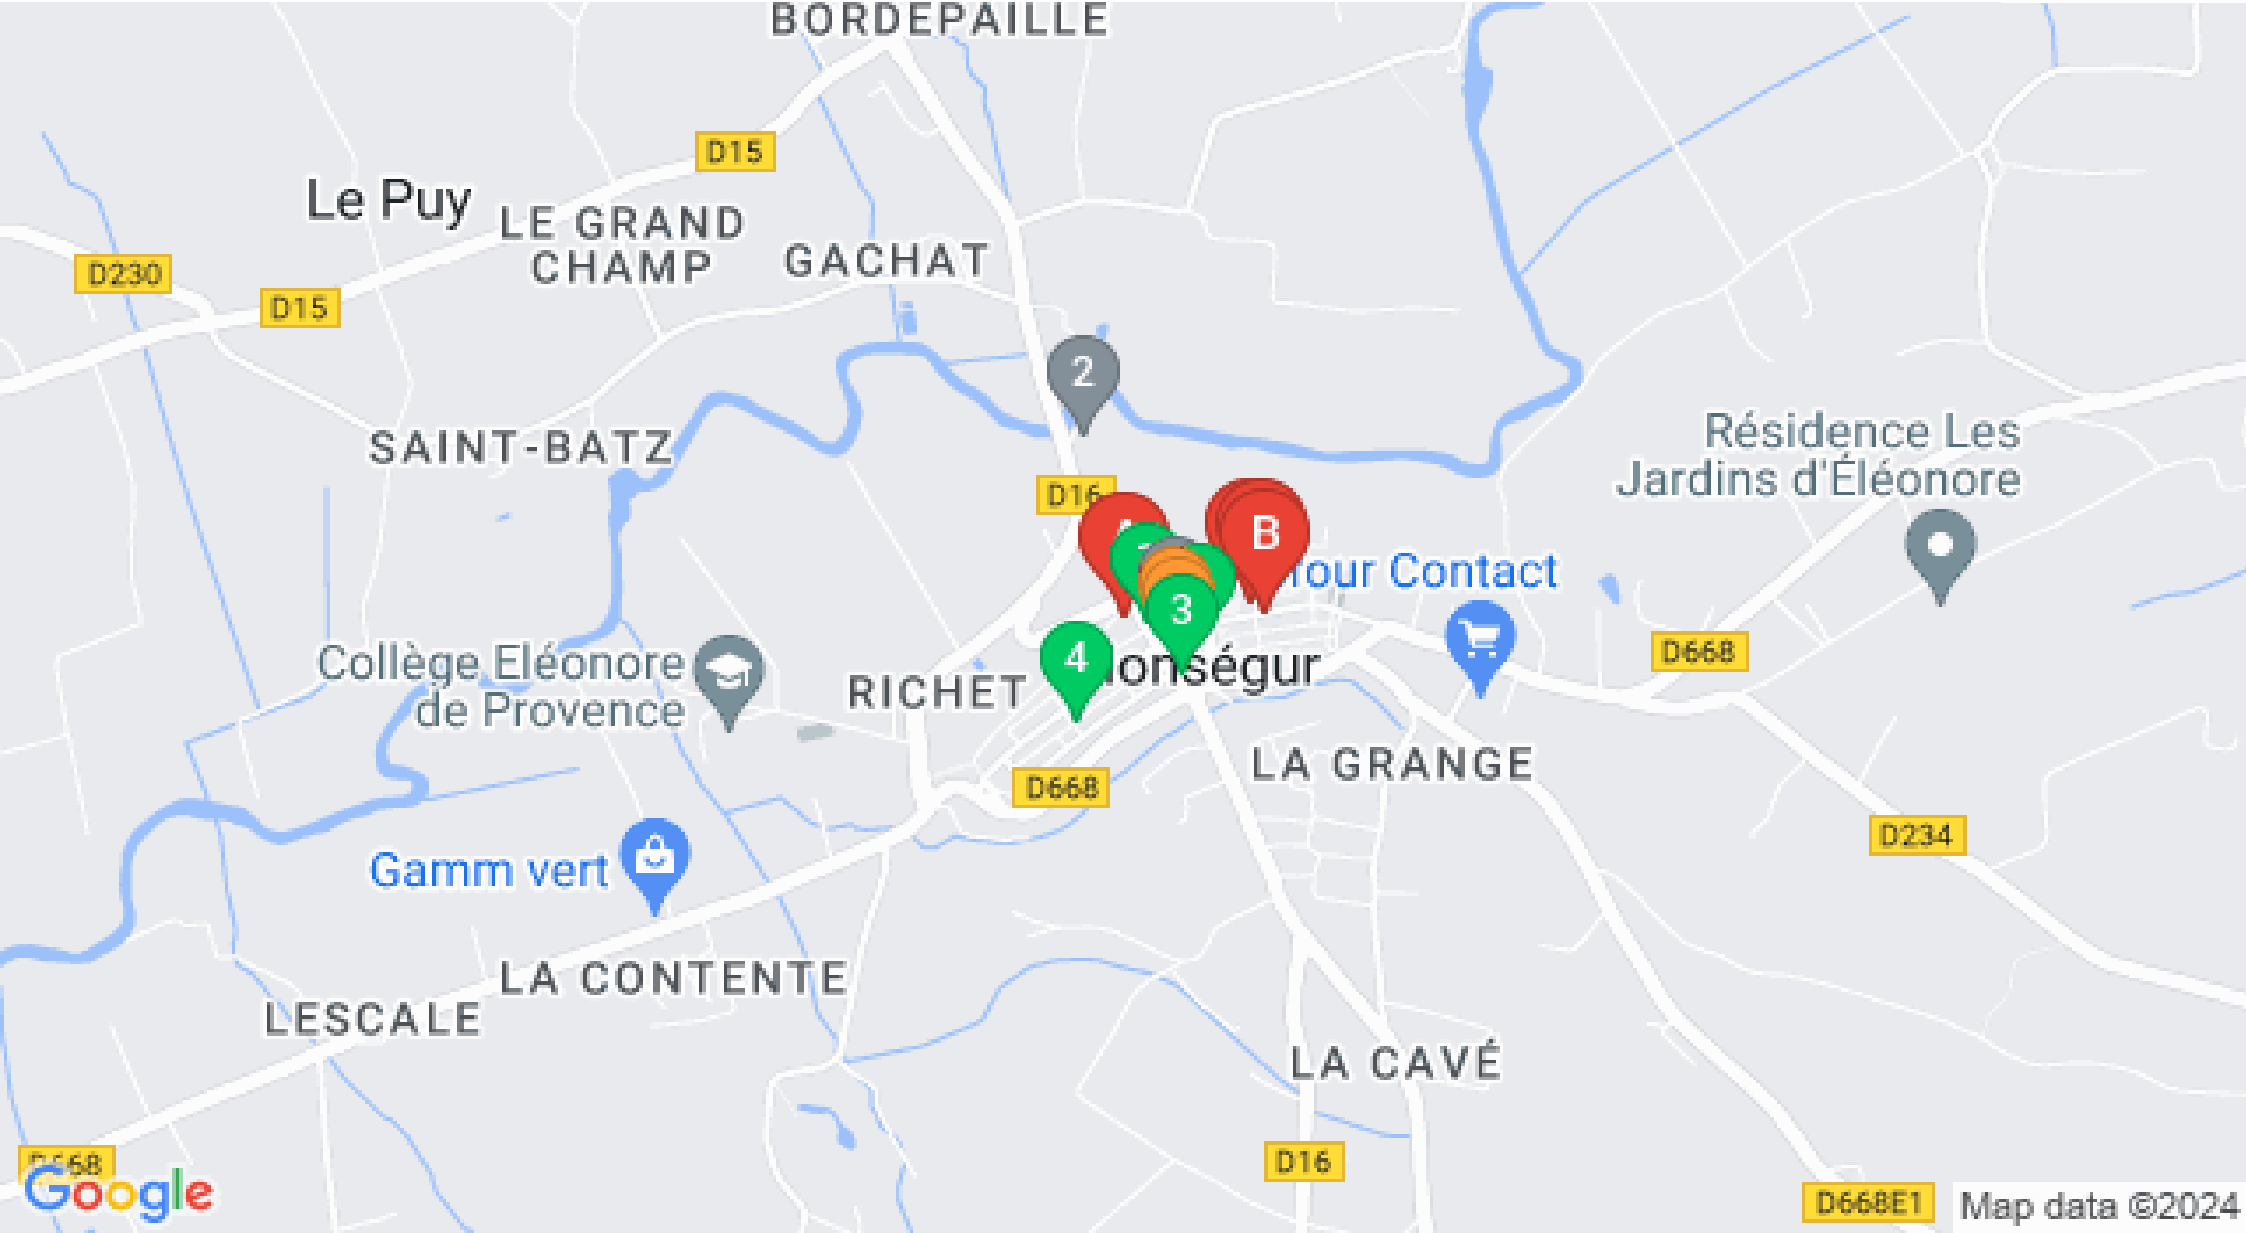 BORDEPAILLE
D15
Le Puy
LE GRAND
CHAMP
GACHAT
D230
D15
2
Résidence Les
Jardins d'Éléonore
SAINT-BATZ
D16
A
B
four Contact
3
Collège Eléonore
de Provence
4
onségur
D668
RICHET
LA GRANGE
D668
D234
Gamm vert
LA CONTENTE
LESCALE
LA CAVÉ
D668
D16
Google
D668E1
Map data ©2024